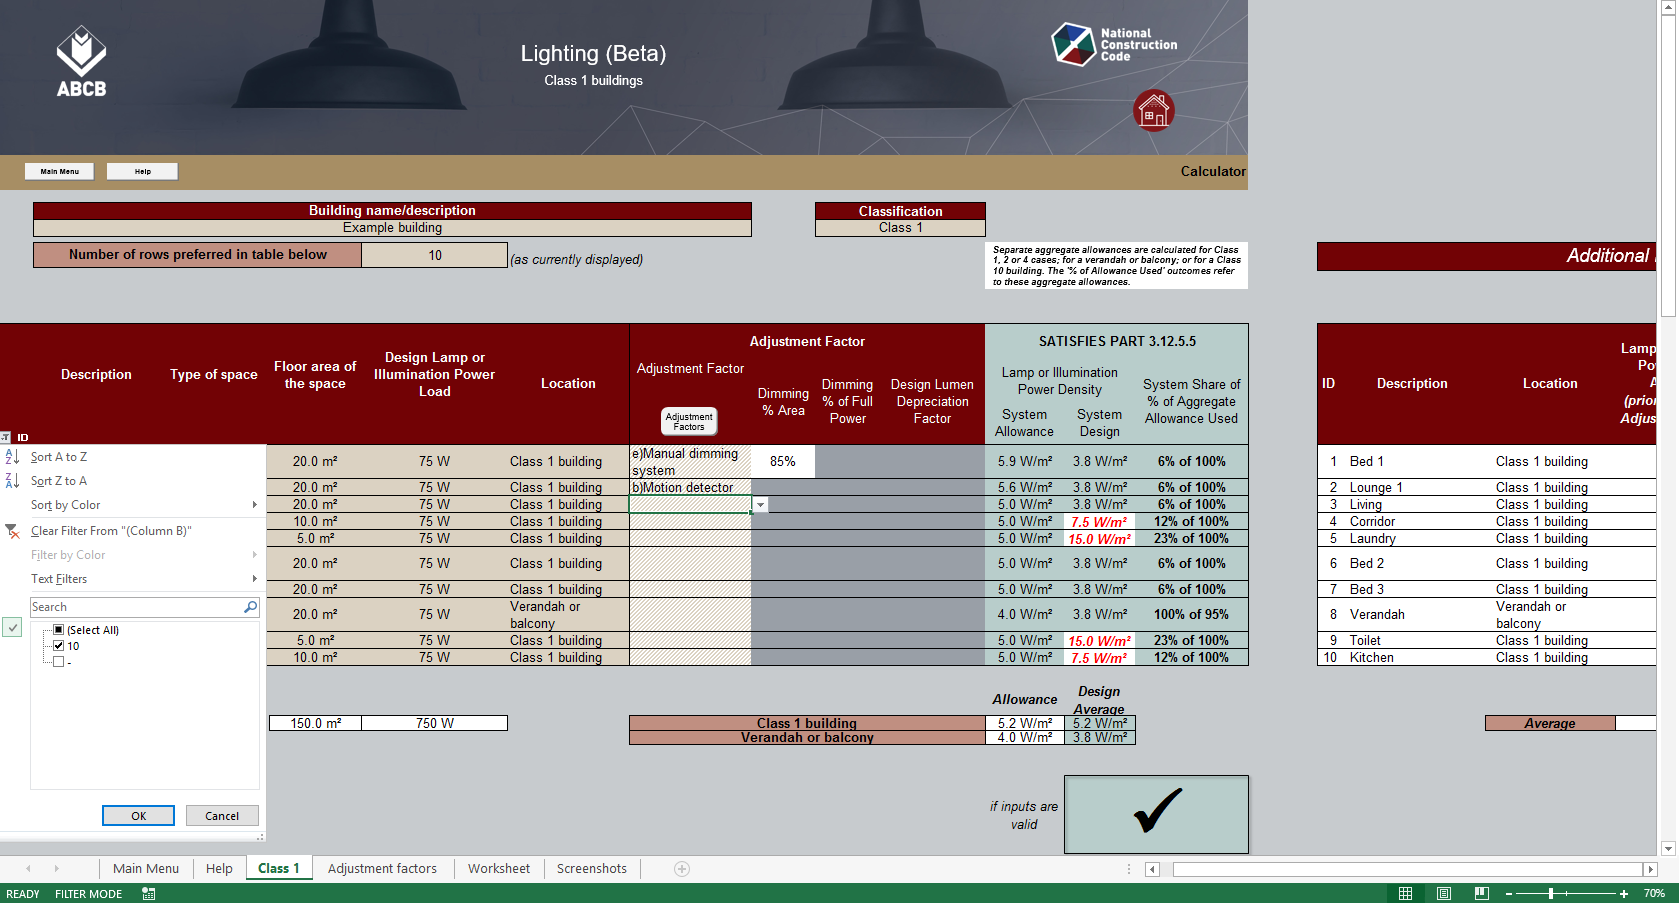 ABCB
Lighting (Beta)
Class 1 buildings
National
Construction
Code
Main Menu
Help
Calculator
Building name/description
Example building
Classification
Class 1
Number of rows preferred in table below
10
(as currently displayed)
Separate aggregate allowances are calculated for Class
1, 2 or 4 cases; for a verandah or balcony; or for a Class
10 building. The '% of Allowance Used' outcomes refer
to these aggregate allowances.
Additional
Description
Type of space
Floor area of
the space
Design Lamp or
Illumination Power
Load
Location
Adjustment Factor
Adjustment Factor
Adjustment
Factors
Dimming
% Area
Dimming
% of Full
Power
Design Lumen
Depreciation
Factor
SATISFIES PART 3.12.5.5
Lamp or Illumination
Power Density
System
Allowance
System
Design
System Share of
% of Aggregate
Allowance Used
ID
Description
Location
Lamp
Po
A
(prior
Adjus
ID
Sort A to Z
Sort Z to A
Sort by Color
Clear Filter From "(Column B)"
Filter by Color
Text Filters
Search
(Select All)
10
-
OK
Cancel
20.0 m² 75 W Class 1 building e)Manual dimming
system 85% 5.9 W/m² 3.8 W/m² 6% of 100%
20.0 m² 75 W Class 1 building b)Motion detector 5.6 W/m² 3.8 W/m² 6% of 100%
20.0 m² 75 W Class 1 building 5.0 W/m² 3.8 W/m² 6% of 100%
10.0 m² 75 W Class 1 building 5.0 W/m² 7.5 W/m² 12% of 100%
5.0 m² 75 W Class 1 building 5.0 W/m² 15.0 W/m² 23% of 100%
20.0 m² 75 W Class 1 building 5.0 W/m² 3.8 W/m² 6% of 100%
20.0 m² 75 W Class 1 building 5.0 W/m² 3.8 W/m² 6% of 100%
20.0 m² 75 W Verandah or
balcony 4.0 W/m² 3.8 W/m² 100% of 95%
5.0 m² 75 W Class 1 building 5.0 W/m² 15.0 W/m² 23% of 100%
10.0 m² 75 W Class 1 building 5.0 W/m² 7.5 W/m² 12% of 100%
1 Bed 1 Class 1 building
2 Lounge 1 Class 1 building
3 Living Class 1 building
4 Corridor Class 1 building
5 Laundry Class 1 building
6 Bed 2 Class 1 building
7 Bed 3 Class 1 building
8 Verandah Verandah or
balcony
9 Toilet Class 1 building
10 Kitchen Class 1 building
Allowance
Design
Average
150.0 m² 750 W
Class 1 building 5.2 W/m² 5.2 W/m²
Verandah or balcony 4.0 W/m² 3.8 W/m²
Average
if inputs are
valid
Main Menu Help Class 1 Adjustment factors Worksheet Screenshots
READY FILTER MODE 70%